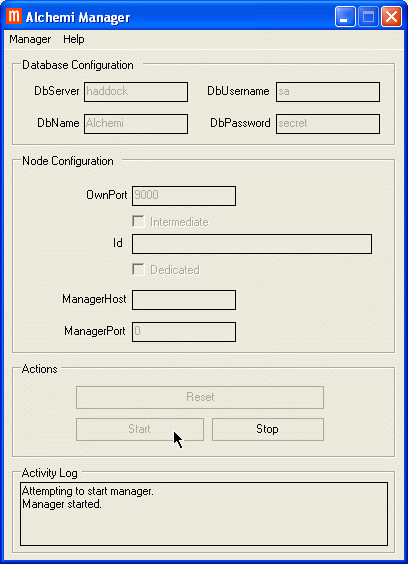 Alchemi Manager
Manager Help
Database Configuration
DbServer haddock DbUsername sa
DbName Alchemi DbPassword secret
Node Configuration
OwnPort 9000
Intermediate
Id
Dedicated
ManagerHost
ManagerPort 0
Actions
Reset
Start Stop
Activity Log
Attempting to start manager.
Manager started.